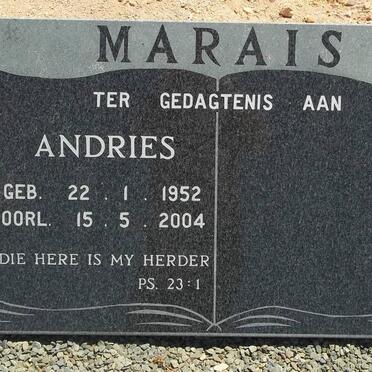 MARAIS
TER GEDAGTENIS AAN
ANDRIES
GEB. 22 . 1 . 1952
OORL. 15 . 5 . 2004
DIE HERE IS MY HERDER
PS. 23:1